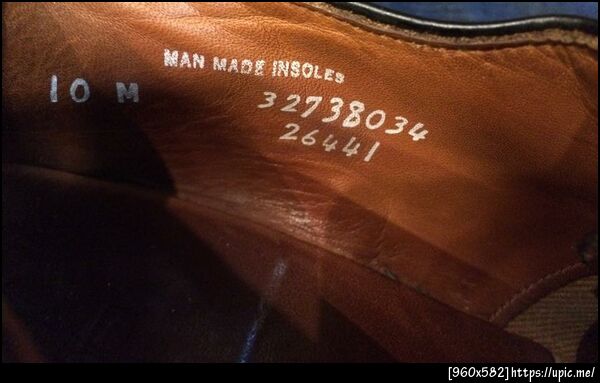 MAN MADE INSOLES
10 M
32738034
26441
[960x582]https://upic.me/